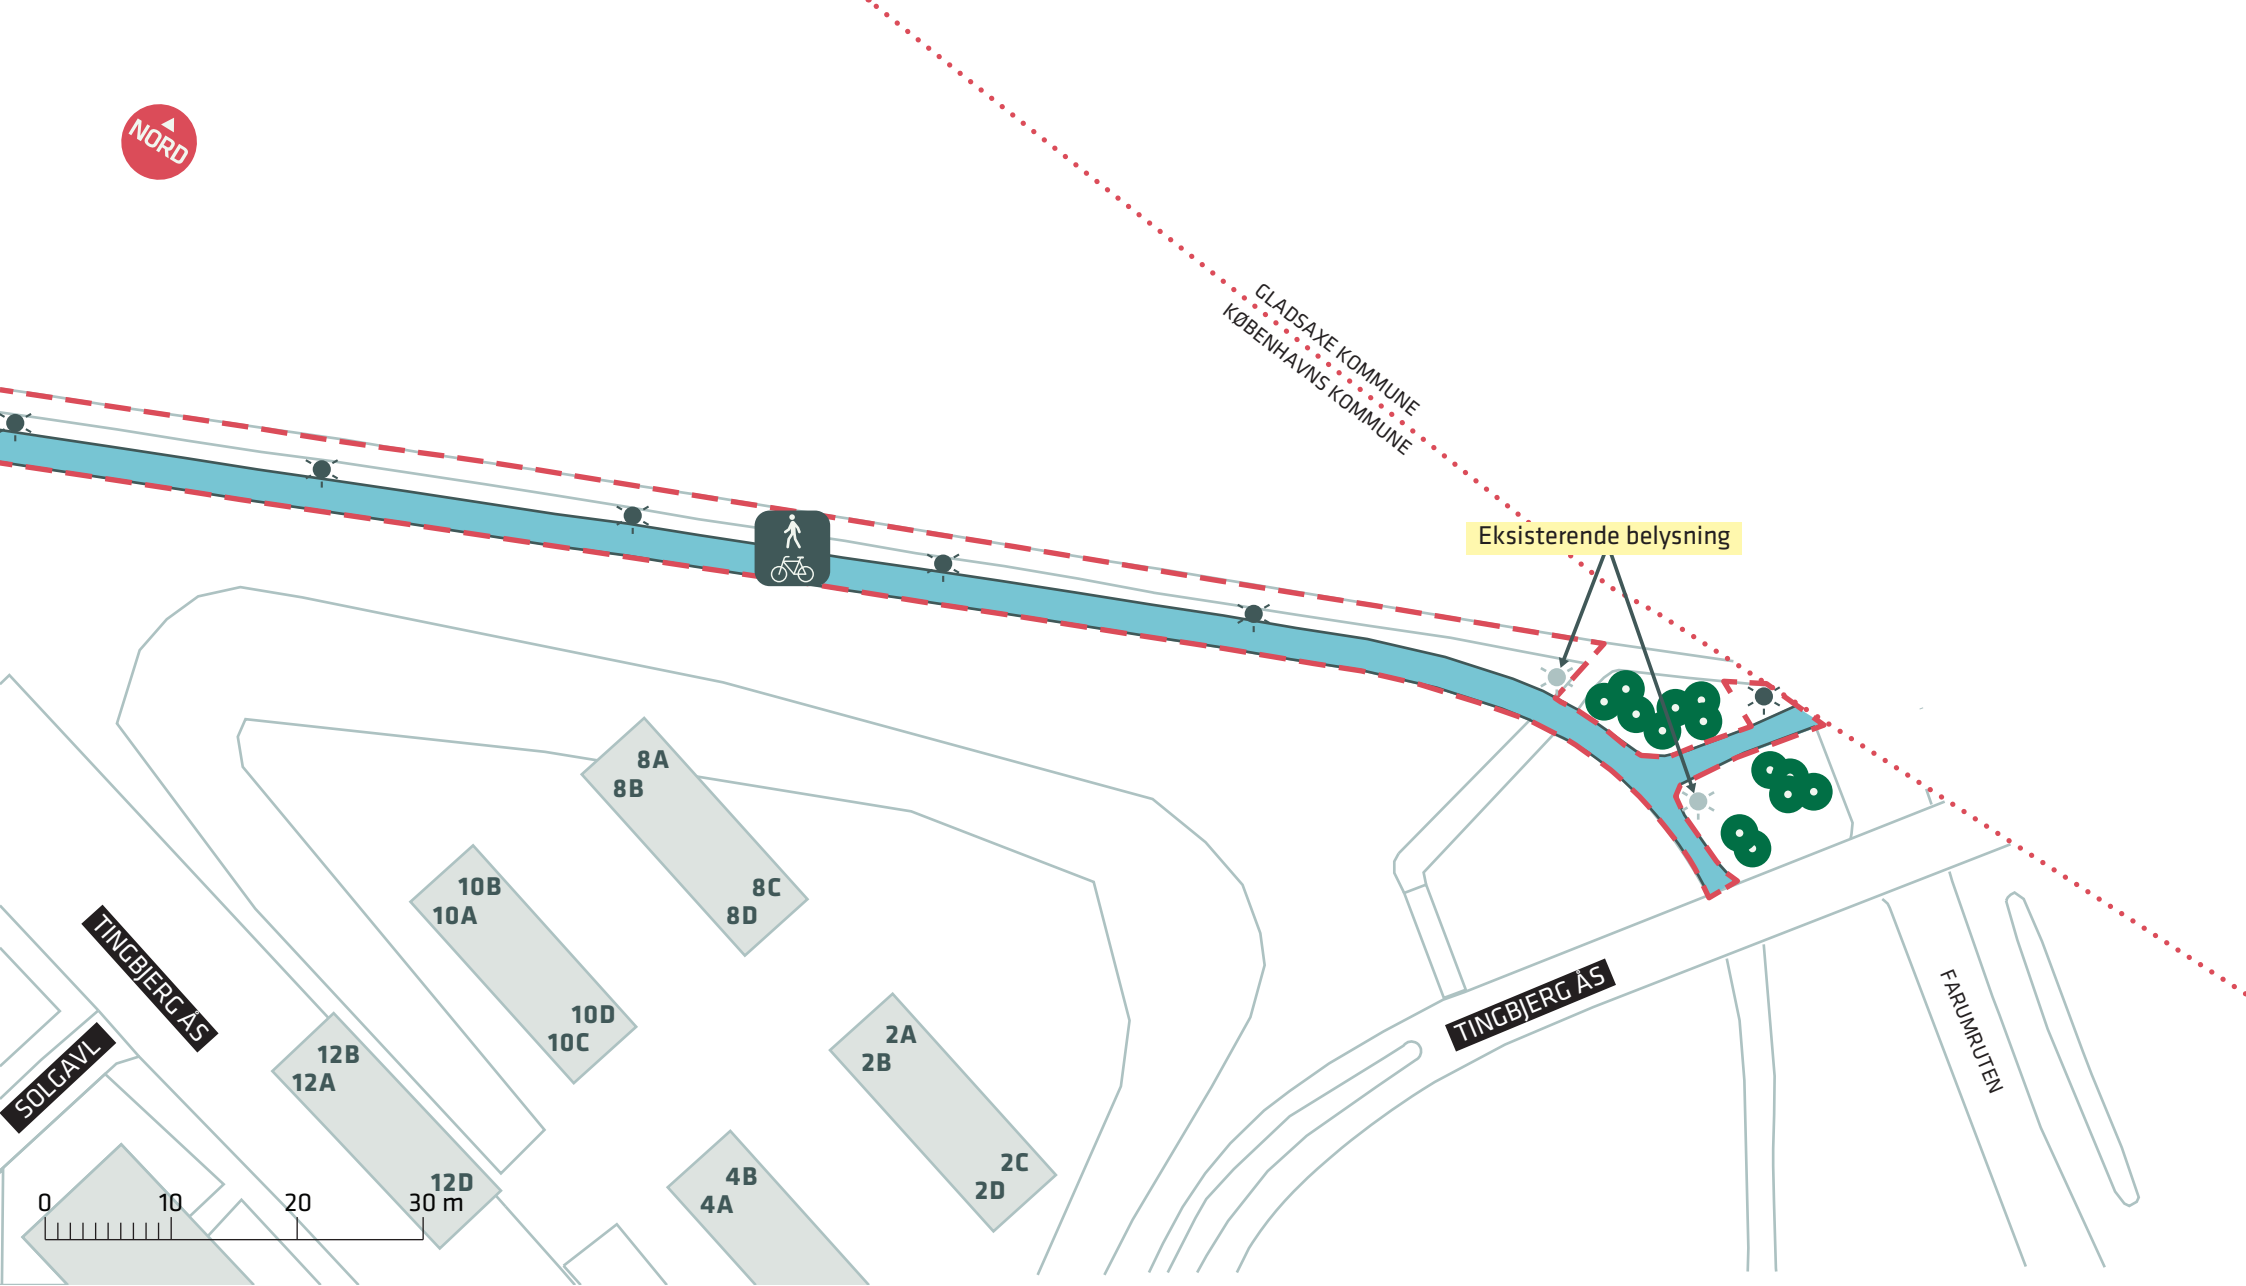 NORD
GLADSAXE KOMMUNE
KØBENHAVNS KOMMUNE
Eksisterende belysning
8A
8B
8C
8D
10B
10A
10D
10C
TINGBJERG ÅS
SOLGAVL
12B
12A
12D
2A
2B
2C
2D
4B
4A
TINGBJERG ÅS
FARUMRUTEN
0 10 20 30 m